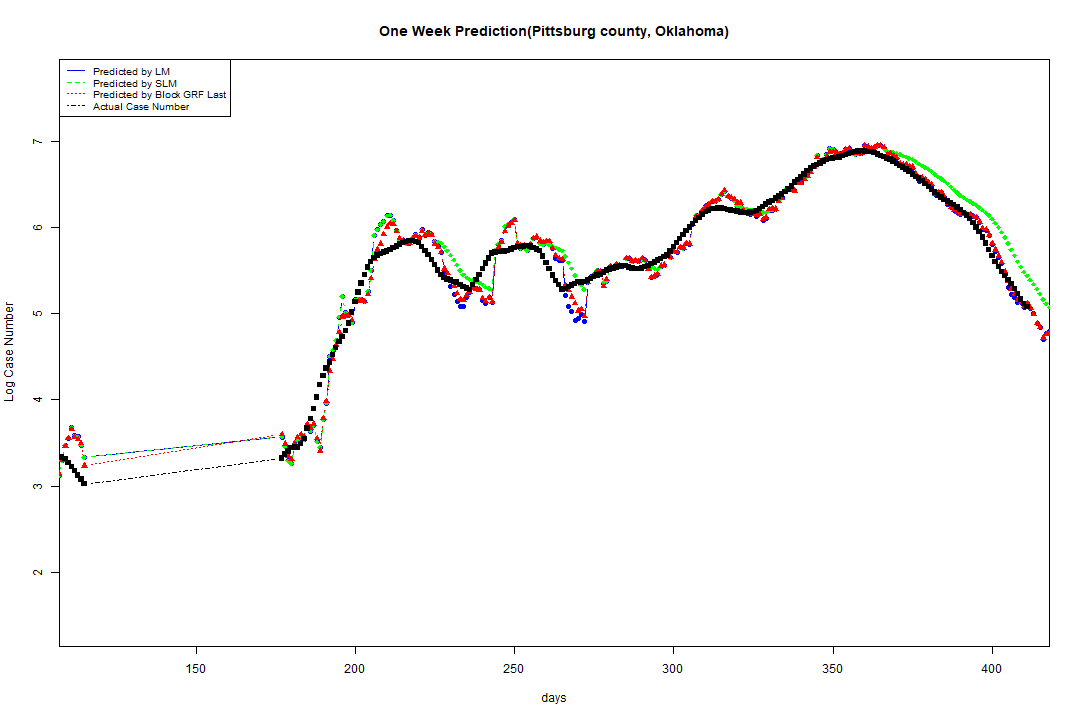 One Week Prediction(Pittsburg county, Oklahoma)
Predicted by LM
Predicted by SLM
Predicted by Block GRF Last
Actual Case Number
7
6
5
4
3
2
Log Case Number
150 200 250 300 350 400
days